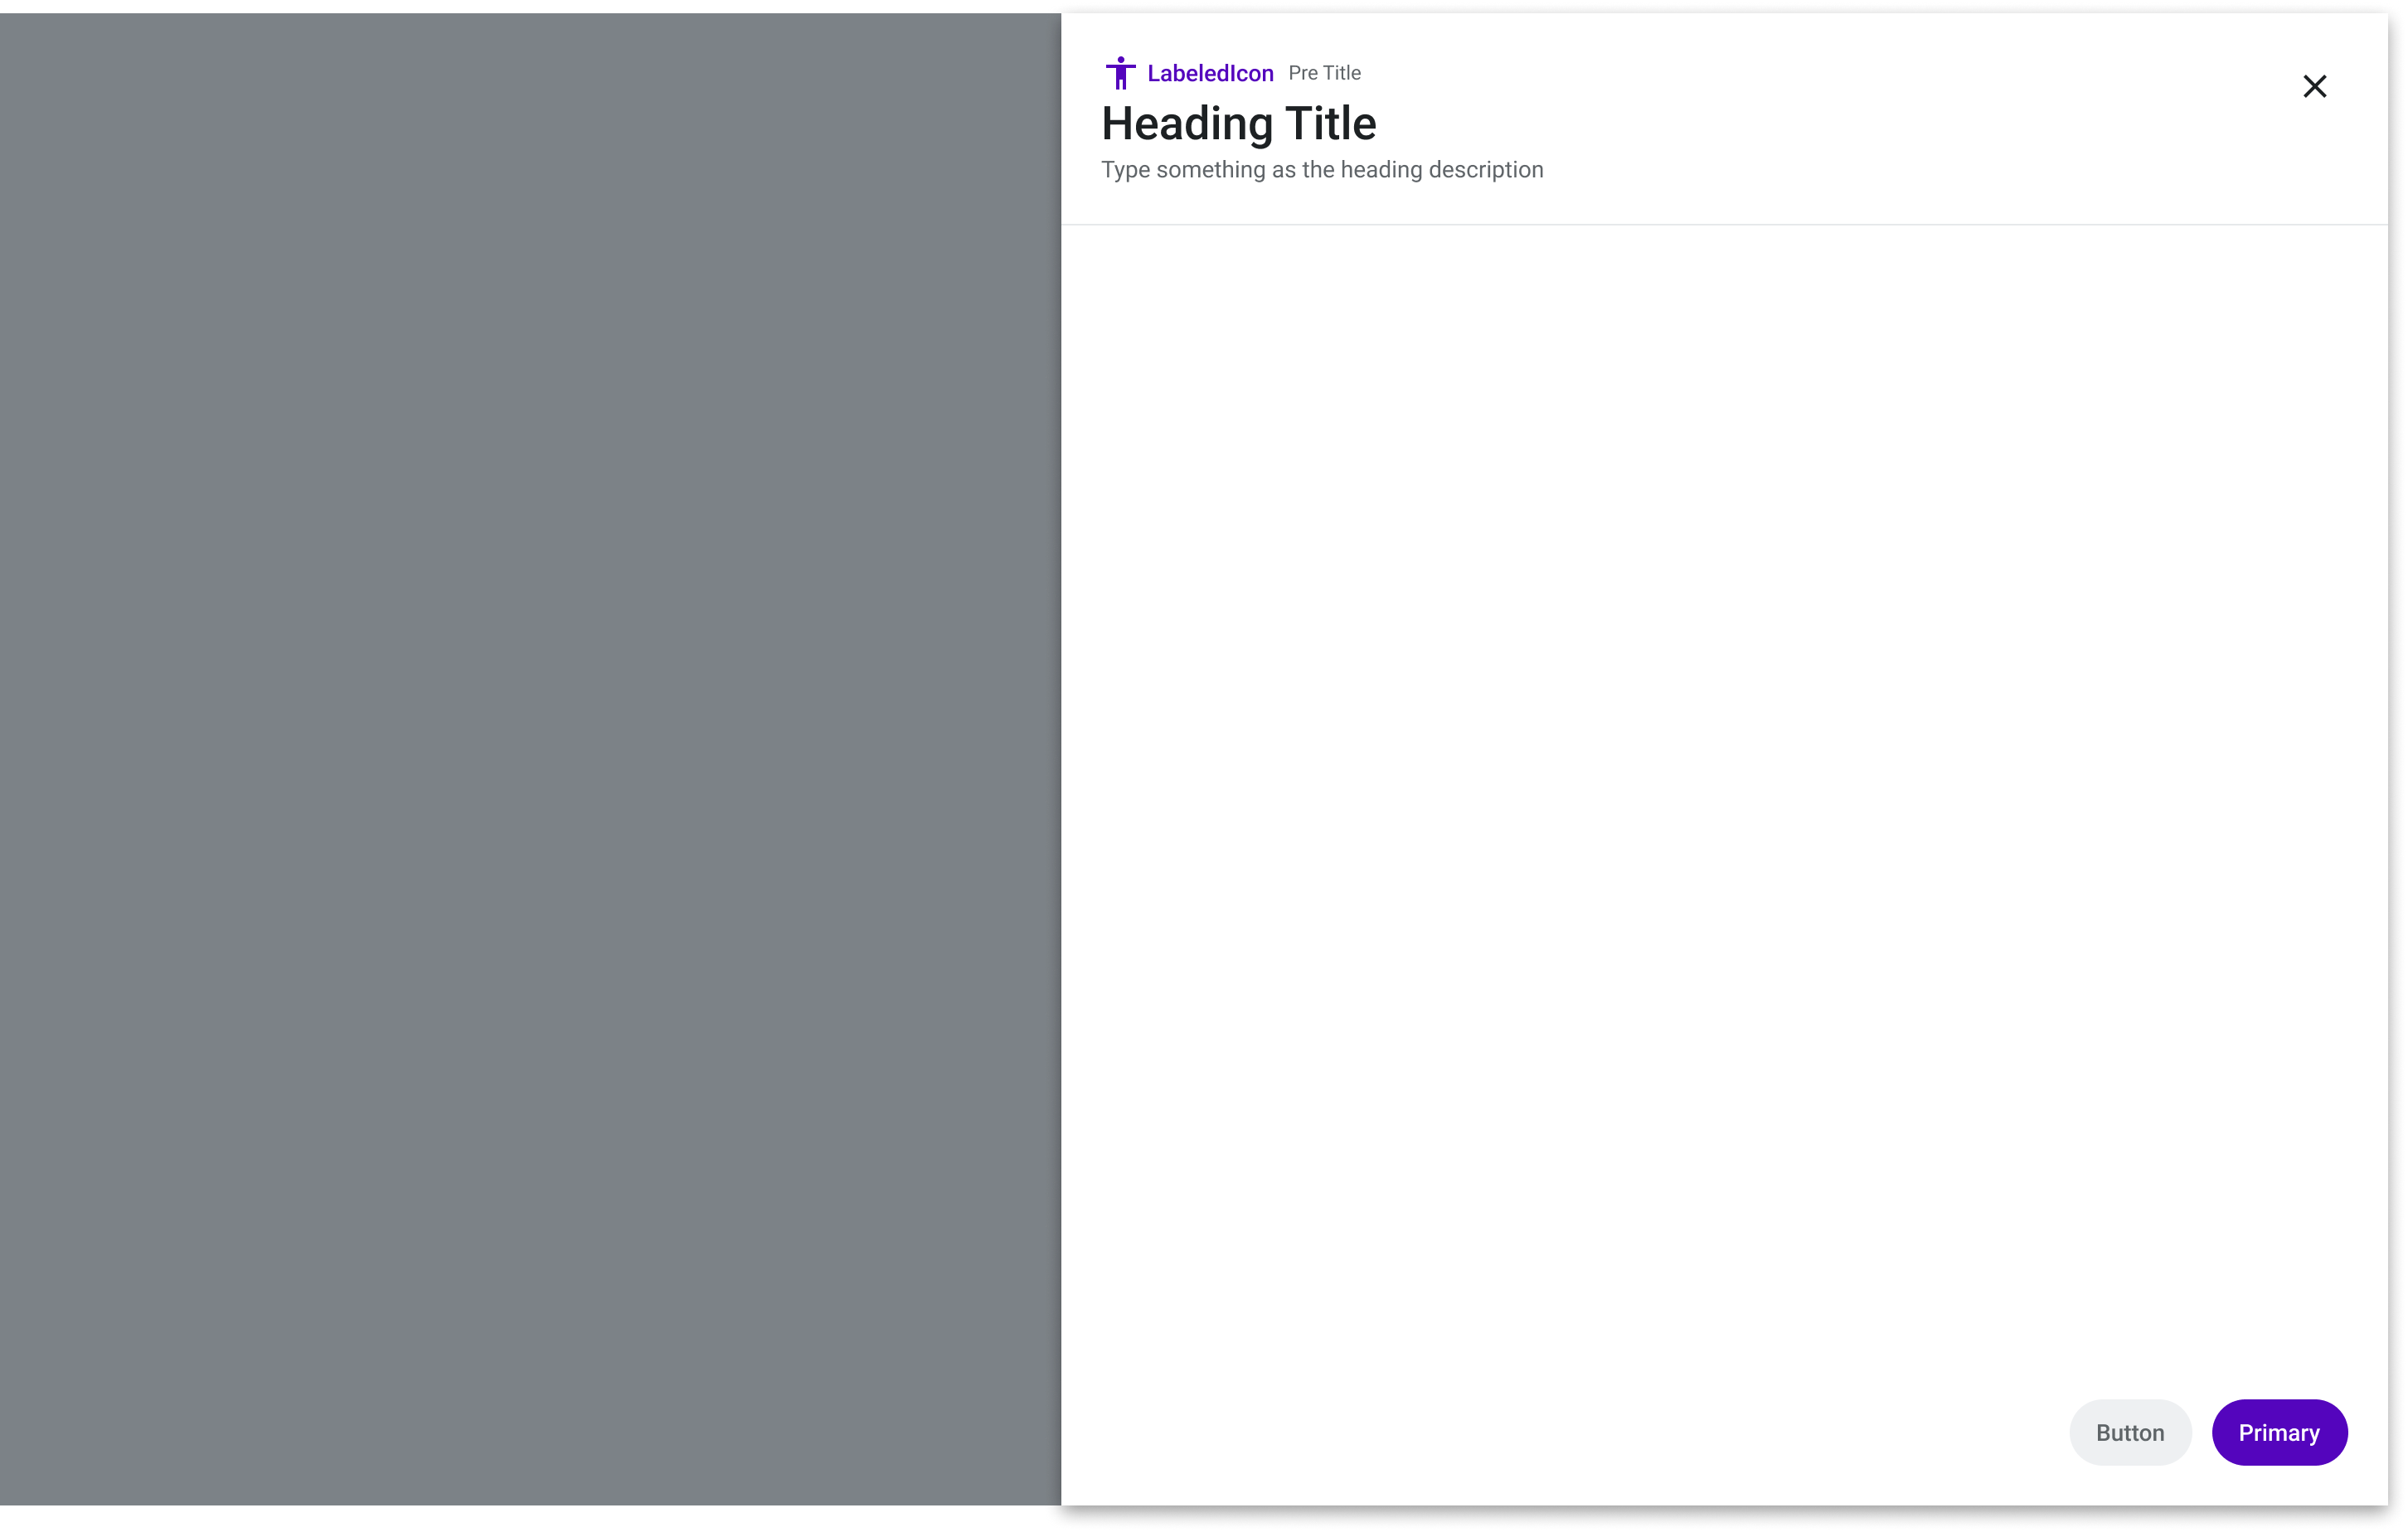 LabeledIcon Pre Title
Heading Title
Type something as the heading description
Button Primary